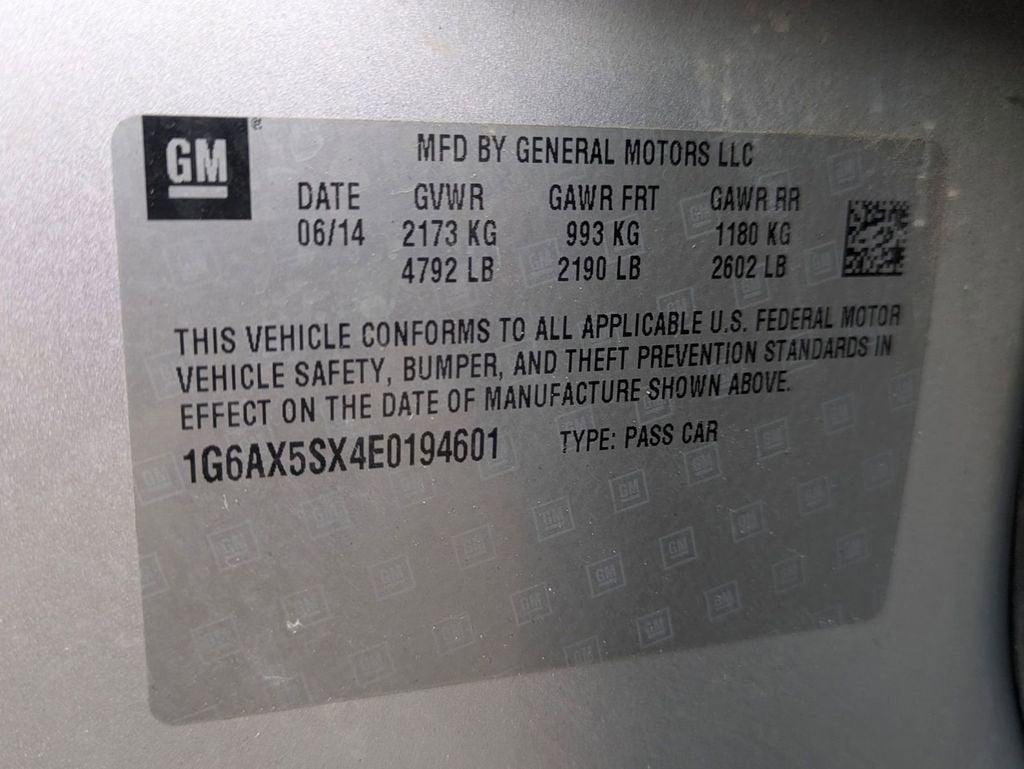 GM
MFD BY GENERAL MOTORS LLC
DATE GVWR GAWR FRT GAWR RR
06/14 2173 KG 993 KG 1180 KG
4792 LB 2190 LB 2602 LB
THIS VEHICLE CONFORMS TO ALL APPLICABLE U.S. FEDERAL MOTOR
VEHICLE SAFETY, BUMPER, AND THEFT PREVENTION STANDARDS IN
EFFECT ON THE DATE OF MANUFACTURE SHOWN ABOVE.
1G6AX5SX4E0194601 TYPE: PASS CAR